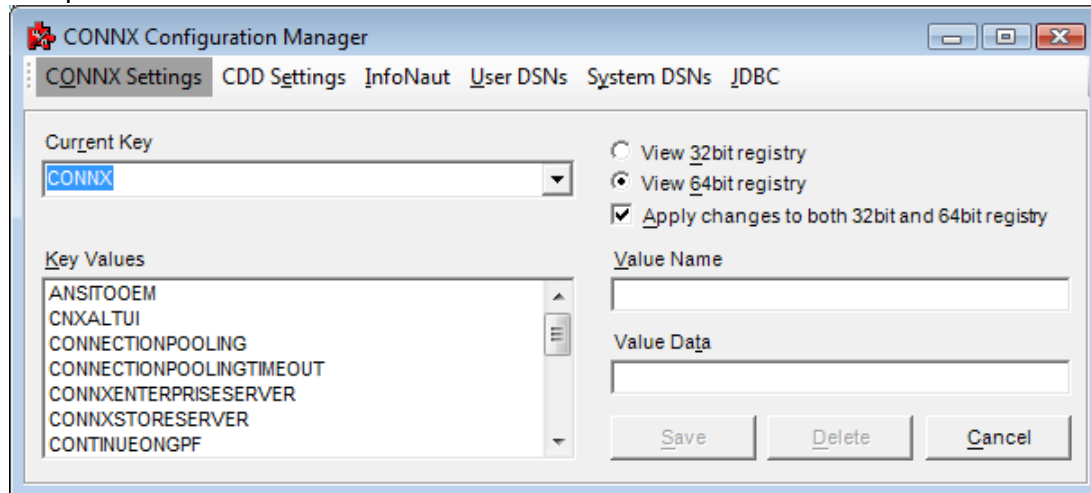 CONNX Configuration Manager
CONNX Settings CDD Settings InfoNaut User DSNs System DSNs JDBC
Current Key
CONNX
View 32bit registry
View 64bit registry
Apply changes to both 32bit and 64bit registry
Key Values
ANSITOOEM
CNXALTUI
CONNECTIONPOOLING
CONNECTIONPOOLINGTIMEOUT
CONNXENTERPRISESERVER
CONNXSTORESERVER
CONTINUEONGPF
Value Name
Value Data
Save Delete Cancel